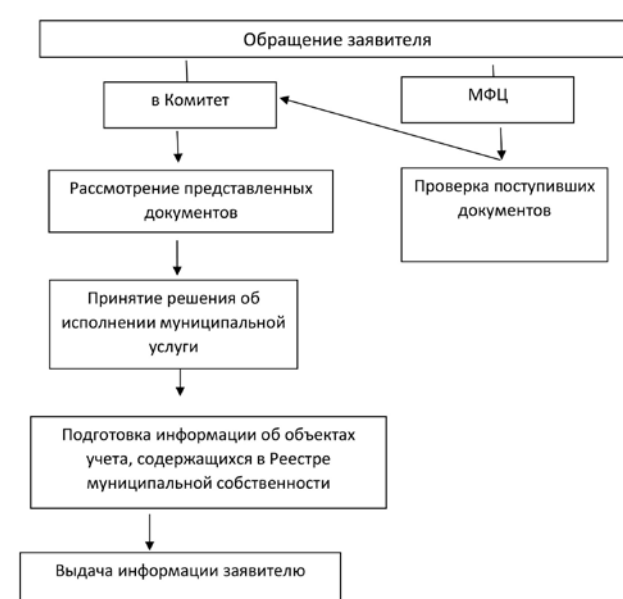 Обращение заявителя
в Комитет
МФЦ
Рассмотрение представленных
документов
Проверка поступивших
документов
Принятие решения об
исполнении муниципальной
услуги
Подготовка информации об объектах
учета, содержащихся в Реестре
муниципальной собственности
Выдача информации заявителю